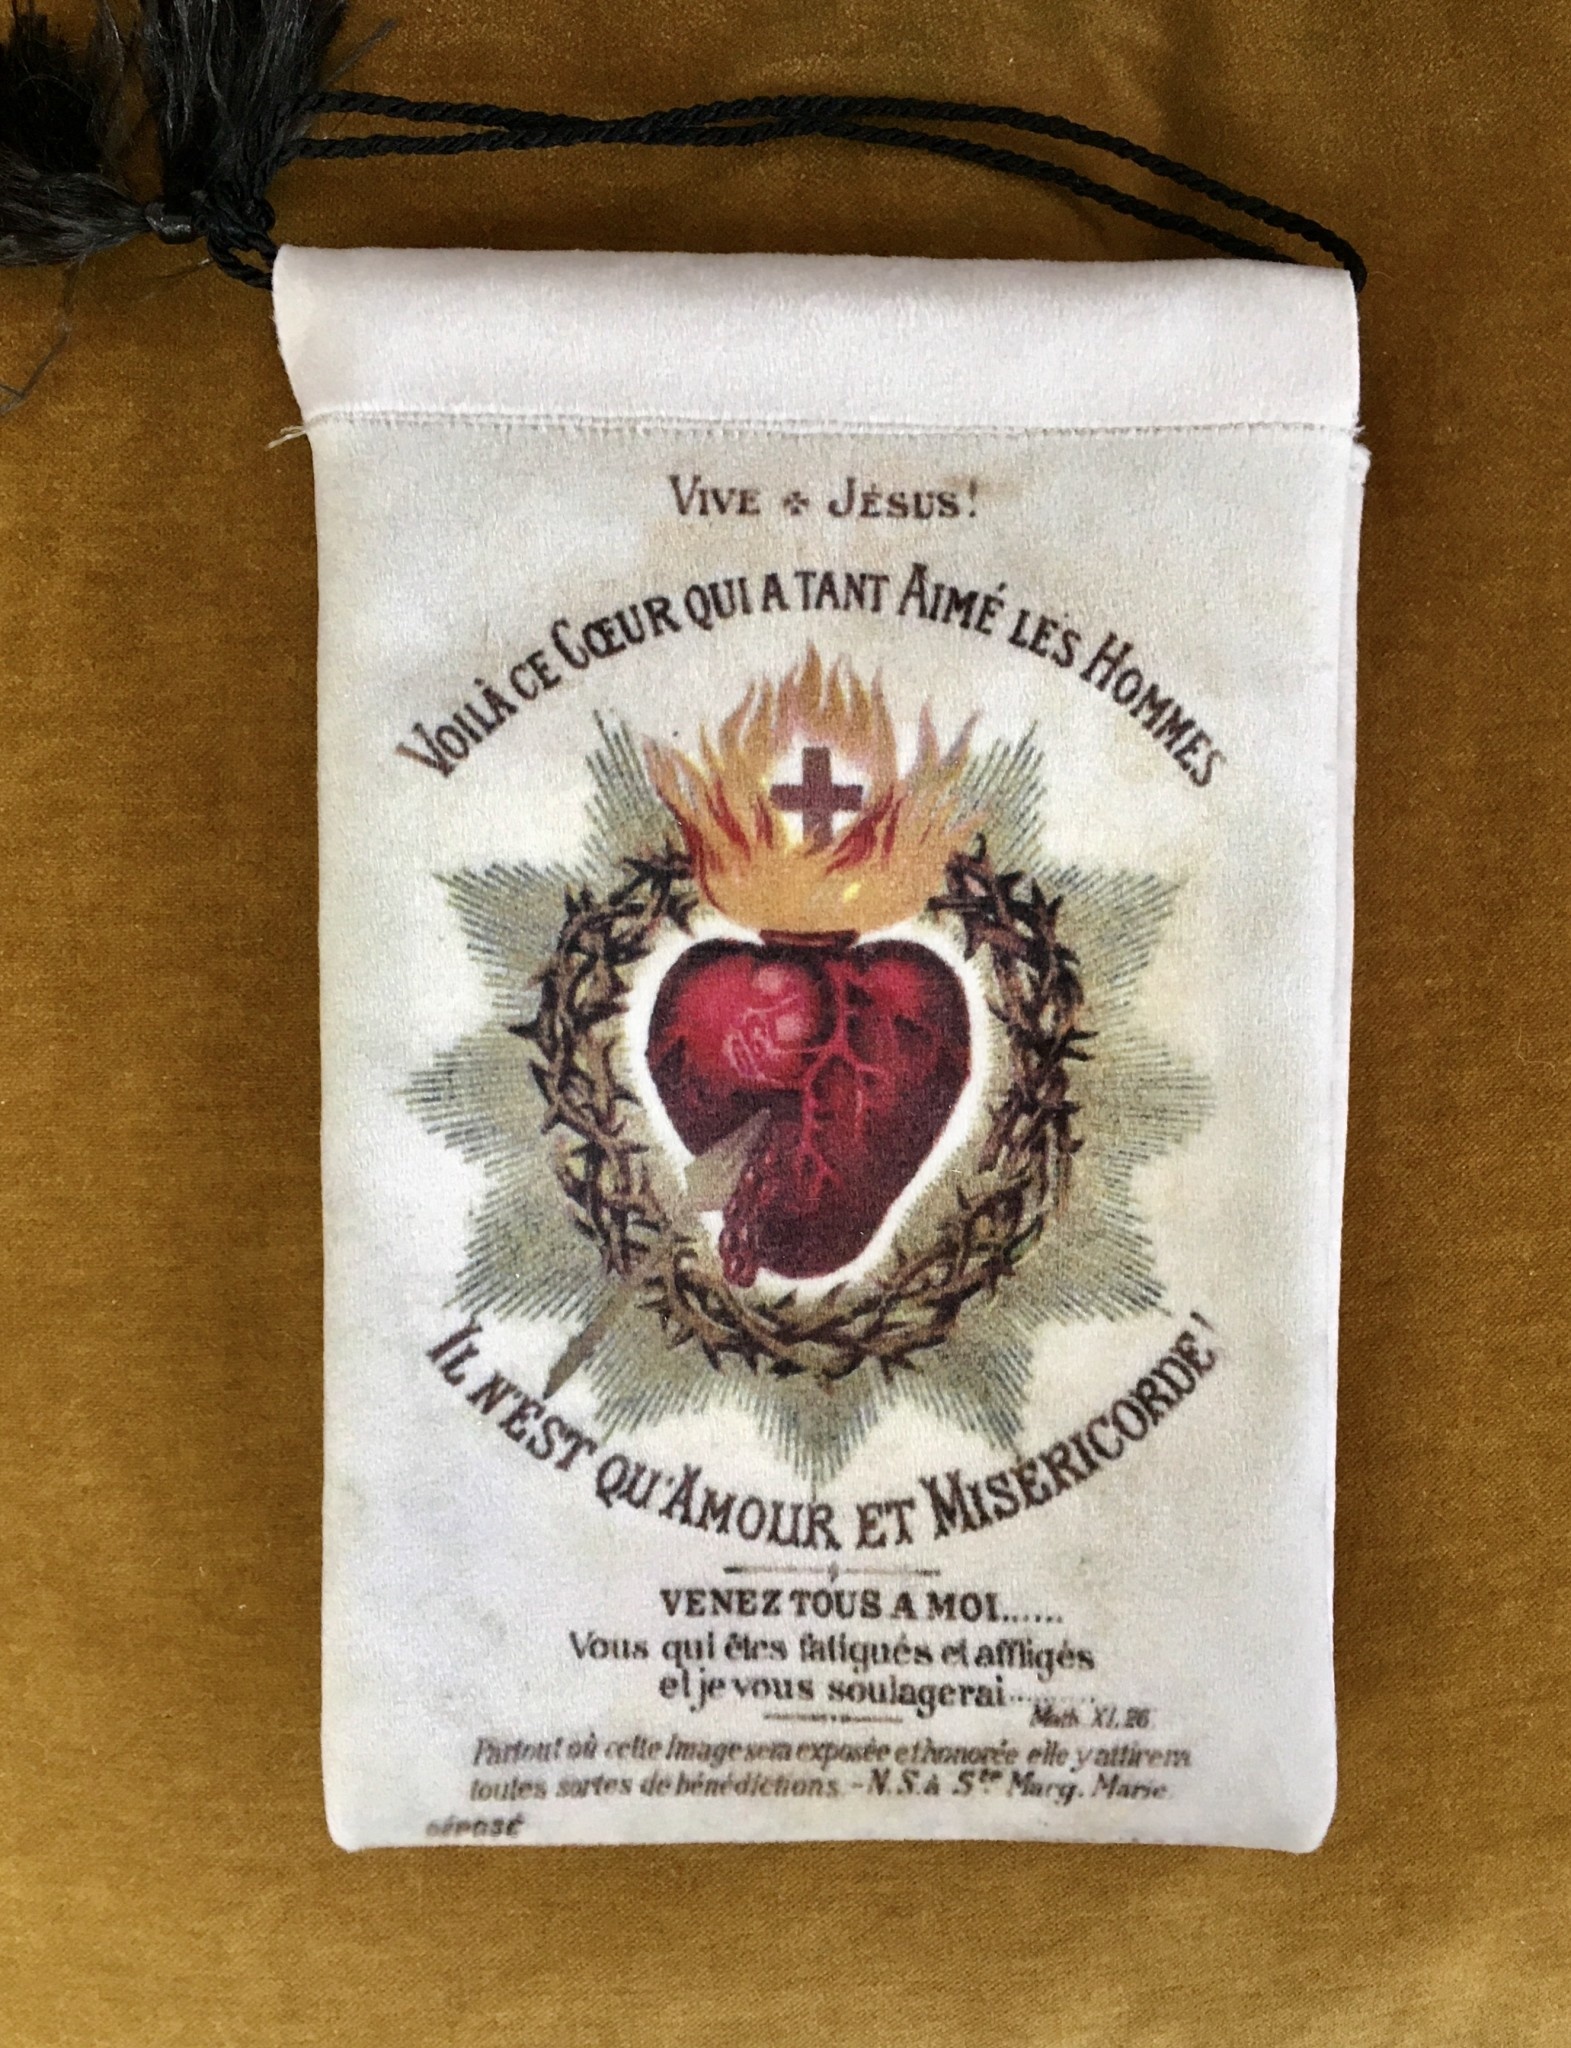 VIVE ✣ JÉSUS!
VOILÀ CE CŒUR QUI A TANT AIMÉ LES HOMMES
IL N'EST QU'AMOUR ET MISÉRICORDE!
VENEZ TOUS A MOI......
Vous qui êtes fatiqués et affligés
et je vous soulagerai..........
Math. XI, 26
Partout où cette Image sera exposée et honorée elle y attirera
toutes sortes de bénédictions. - N. S. à Ste Marg. Marie
DÉPOSÉ